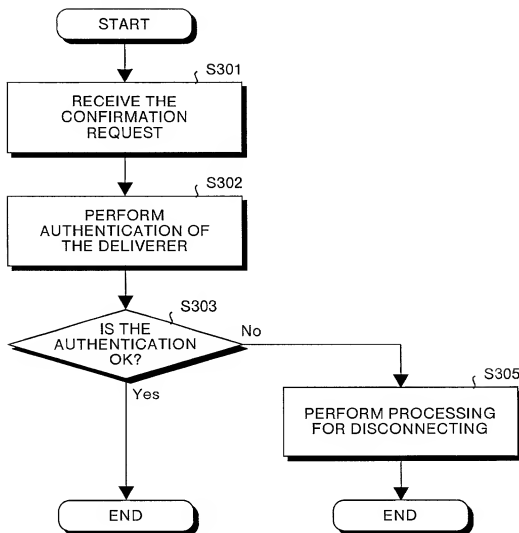 START
S301
RECEIVE THE
CONFIRMATION
REQUEST
S302
PERFORM
AUTHENTICATION OF
THE DELIVERER
S303
IS THE
AUTHENTICATION
OK?
No
Yes
S305
PERFORM PROCESSING
FOR DISCONNECTING
END
END